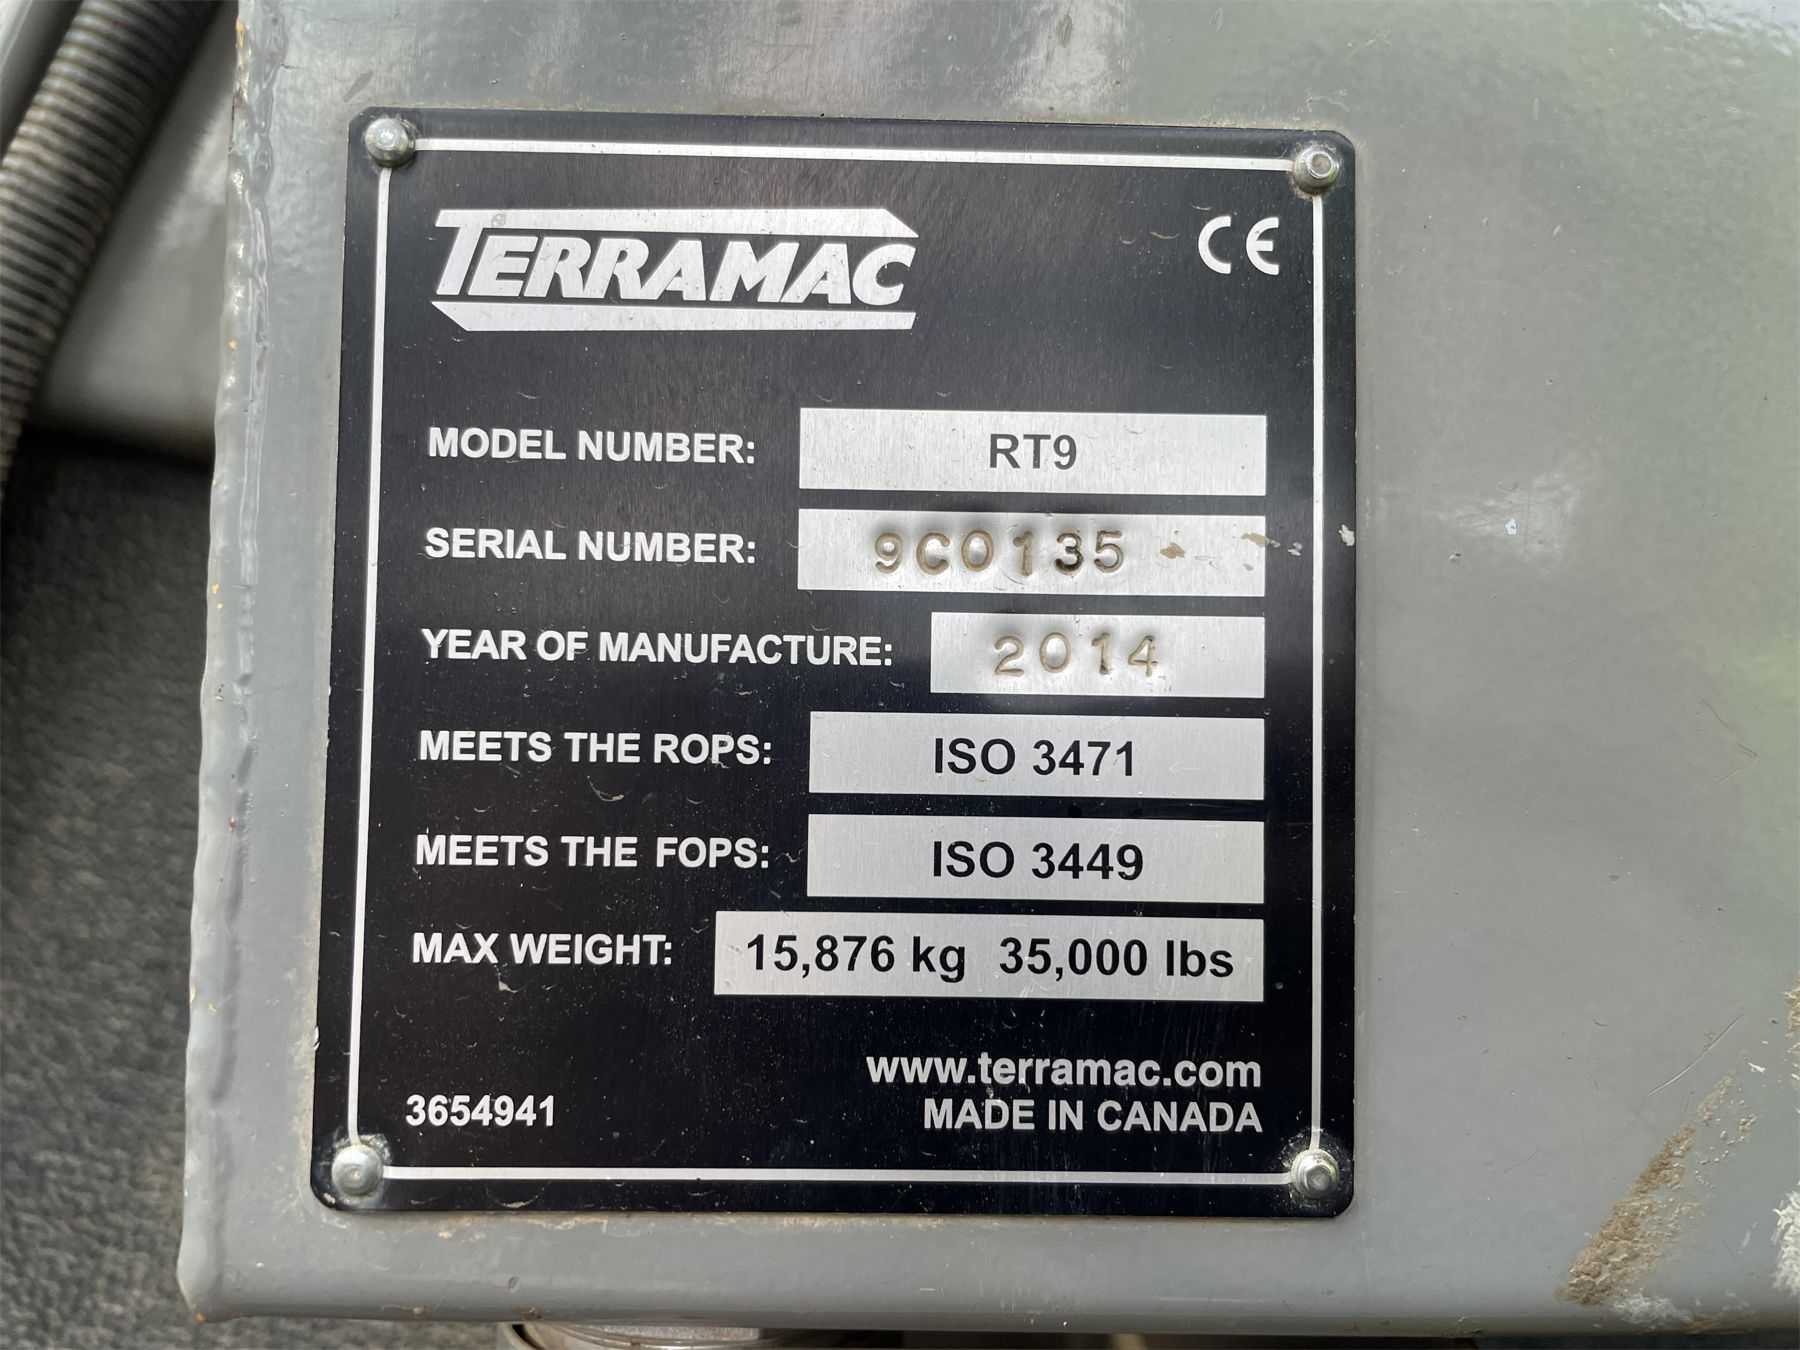 TERRAMAC
CE
MODEL NUMBER: RT9
SERIAL NUMBER: 9C0135
YEAR OF MANUFACTURE: 2014
MEETS THE ROPS: ISO 3471
MEETS THE FOPS: ISO 3449
MAX WEIGHT: 15,876 kg 35,000 lbs
www.terramac.com
3654941 MADE IN CANADA